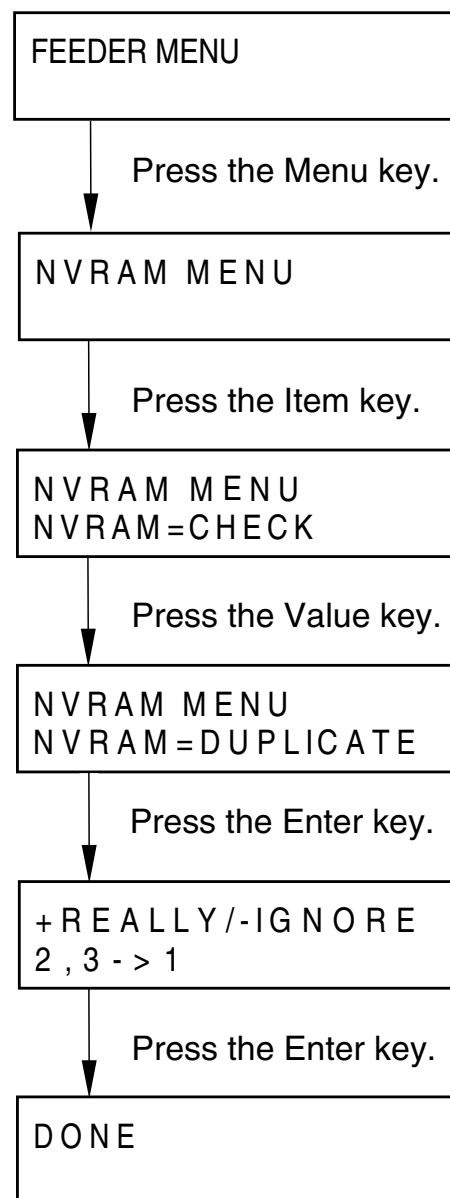 FEEDER MENU
Press the Menu key.
NVRAM MENU
Press the Item key.
NVRAM MENU
NVRAM=CHECK
Press the Value key.
NVRAM MENU
NVRAM=DUPLICATE
Press the Enter key.
+REALLY/-IGNORE
2,3->1
Press the Enter key.
DONE